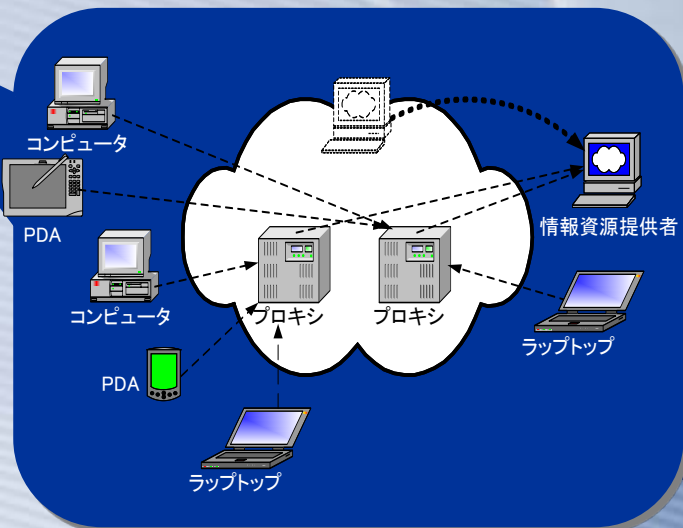 コンピュータ
PDA
情報資源提供者
コンピュータ
プロキシ
プロキシ
ラップトップ
PDA
ラップトップ